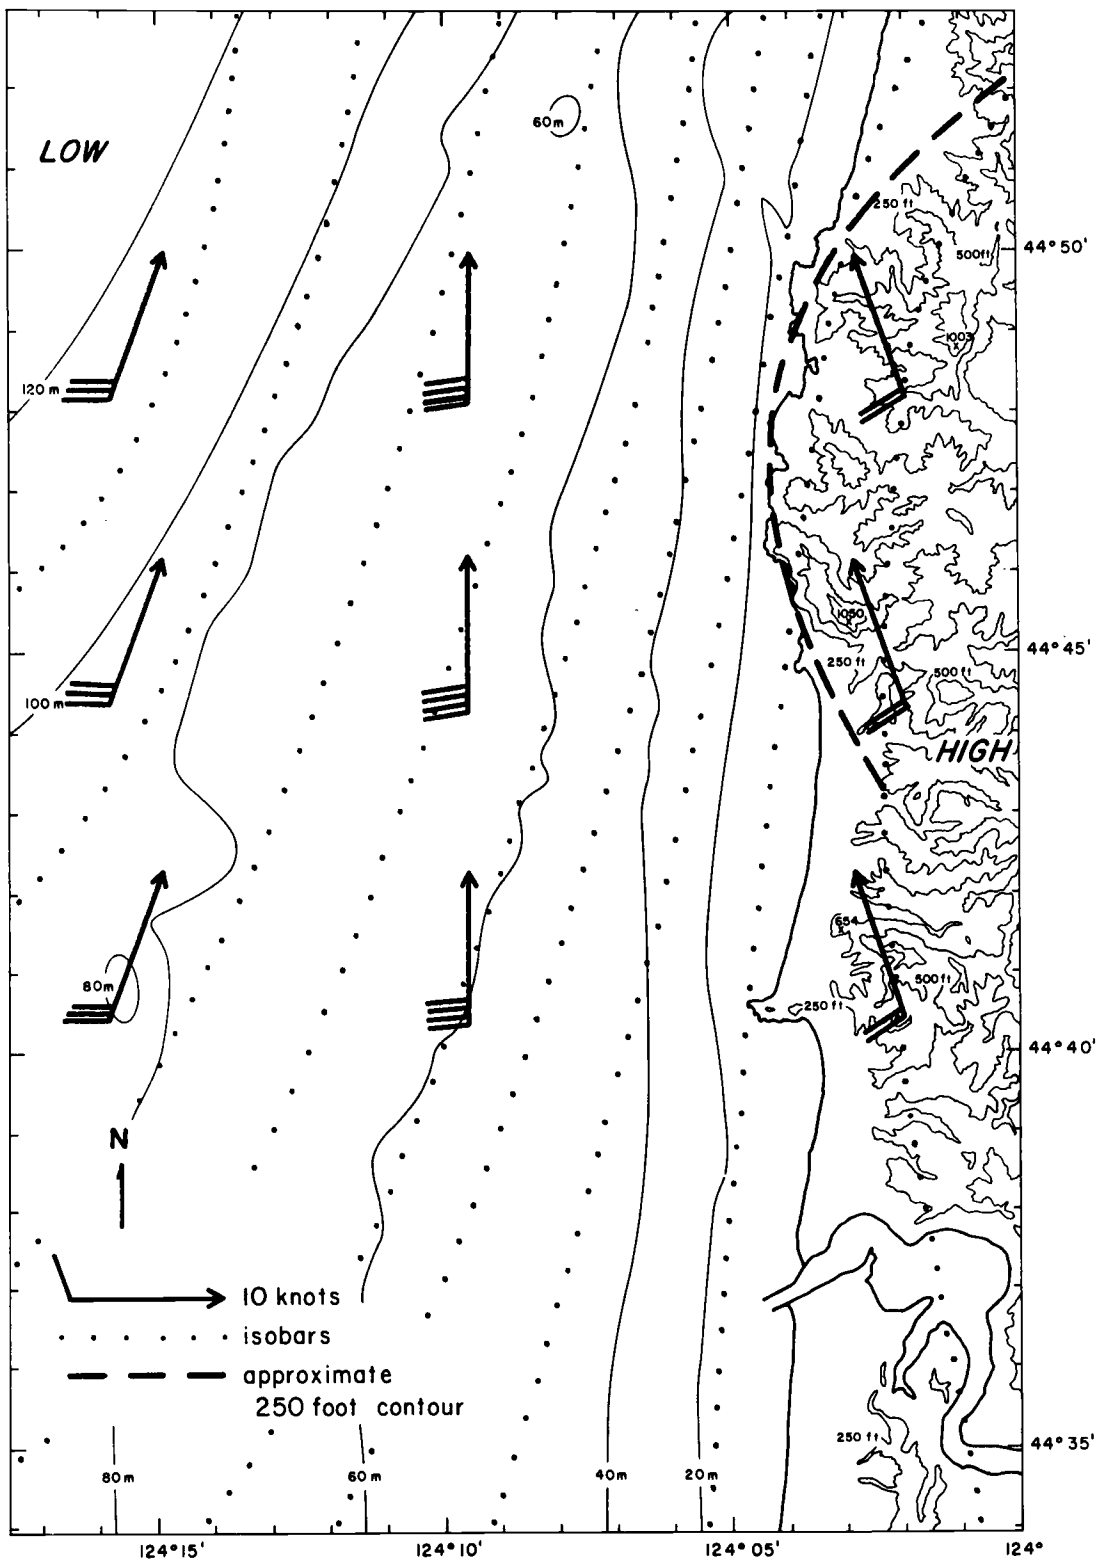 60m
LOW
250 ft
44°50'
500ft
1003
120 m
1050
44°45'
250 ft
500 ft
100 m
HIGH
654
80m
500ft
250 ft
44°40'
N
10 knots
isobars
approximate
250 foot contour
250 ft
44°35'
80m
60m
40m
20m
124°15'
124°10'
124°05'
124°